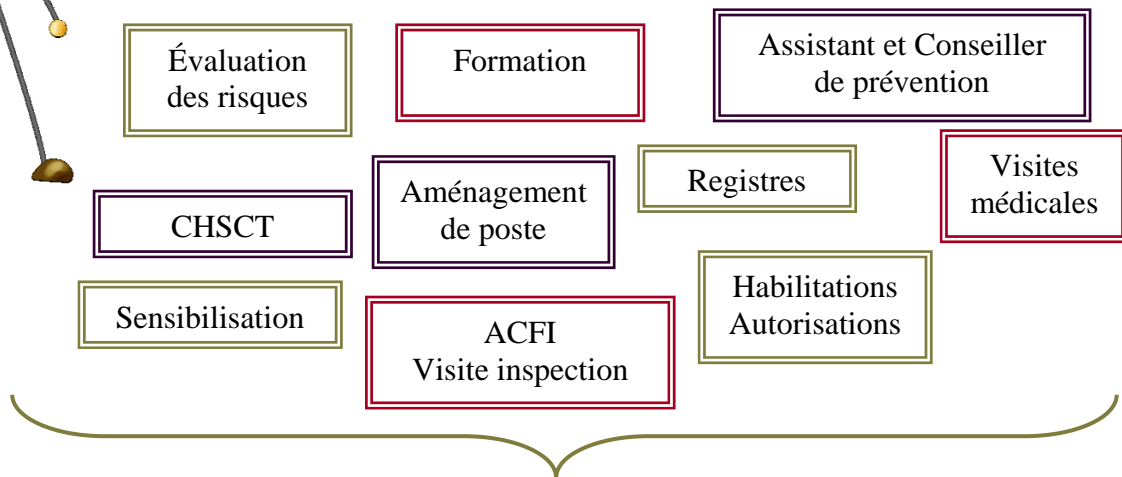 Évaluation
des risques
Formation
Assistant et Conseiller
de prévention
CHSCT
Aménagement
de poste
Registres
Visites
médicales
Sensibilisation
ACFI
Visite inspection
Habilitations
Autorisations